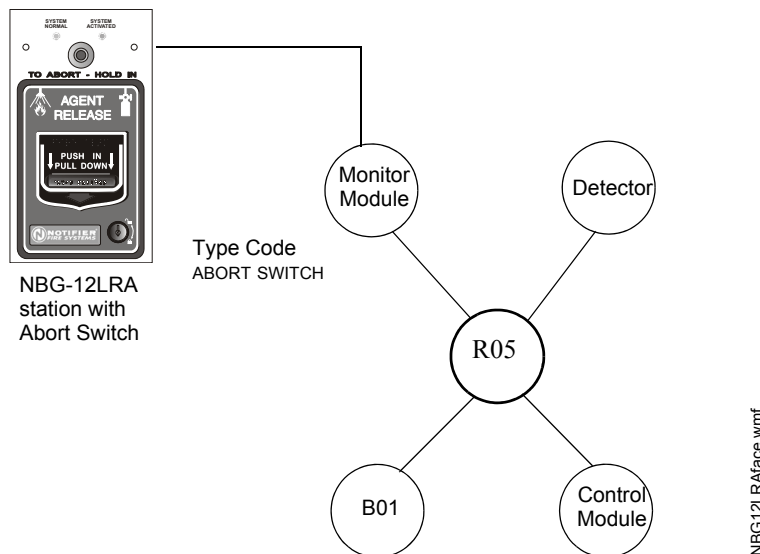 SYSTEM NORMAL
SYSTEM ACTIVATED
TO ABORT - HOLD IN
AGENT
RELEASE
PUSH IN
PULL DOWN
NOTIFIER
FIRE SYSTEMS
NBG-12LRA
station with
Abort Switch
Type Code
ABORT SWITCH
Monitor
Module
Detector
R05
B01
Control
Module
NBG12LRAface.wmf